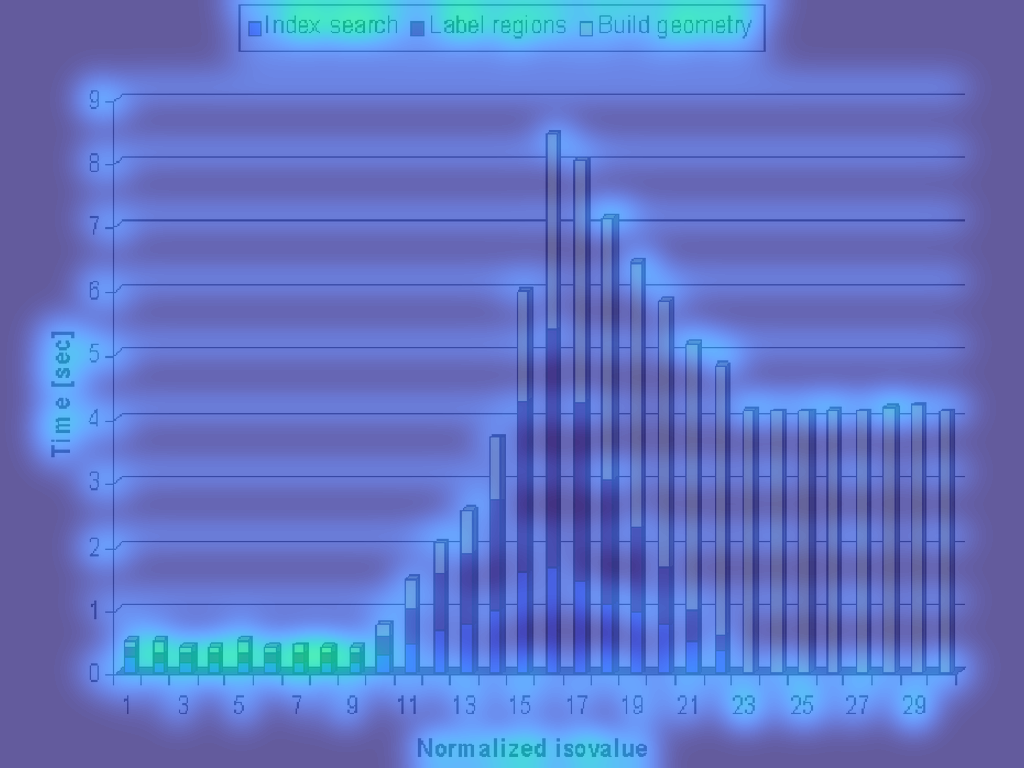 Index search Label regions Build geometry
9
8
7
6
5
4
3
2
1
0
Time [sec]
1 3 5 7 9 11 13 15 17 19 21 23 25 27 29
Normalized isovalue